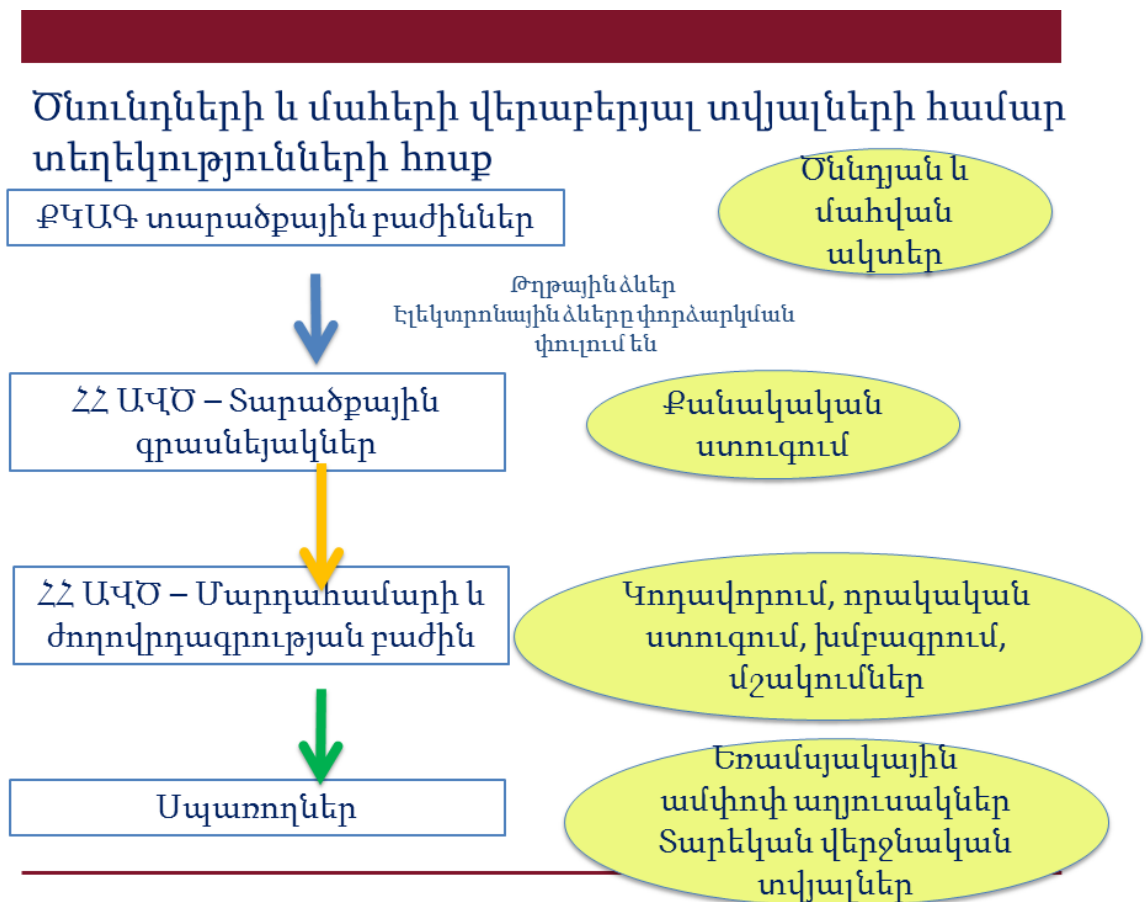 Ծնունդների և մահերի վերաբերյալ տվյալների համար
տեղեկությունների հոսք
ՔԿԱԳ տարածքային բաժիններ
Ծննդյան և
մահվան
ակտեր
Թղթային ձևեր
Էլեկտրոնային ձևերը փորձարկման
փուլում են
ՀՀ ԱՎԾ – Տարածքային
գրասնեյակներ
Քանակական
ստուգում
ՀՀ ԱՎԾ – Մարդահամարի և
ժողովրդագրության բաժին
Կոդավորում, որակական
ստուգում, խմբագրում,
մշակումներ
Սպառողներ
Եռամսյակային
ամփոփ աղյուսակներ
Տարեկան վերջնական
տվյալներ